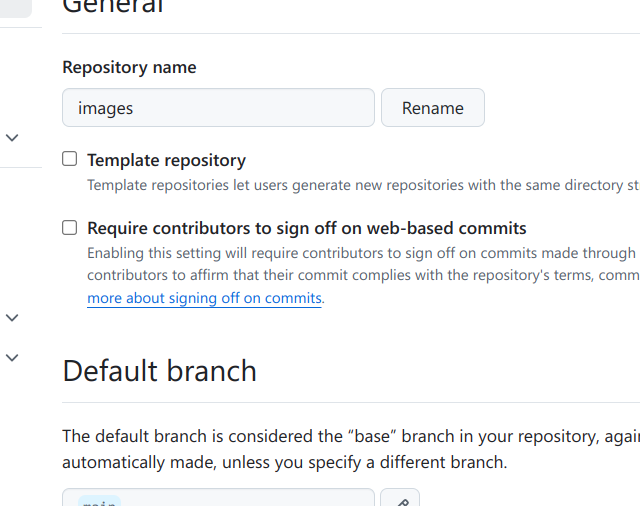 General
Repository name
images
Rename
Template repository
Template repositories let users generate new repositories with the same directory
Require contributors to sign off on web-based commits
Enabling this setting will require contributors to sign off on commits made through
contributors to affirm that their commit complies with the repository's terms,
more about signing off on commits.
Default branch
The default branch is considered the “base” branch in your repository,
automatically made, unless you specify a different branch.
main